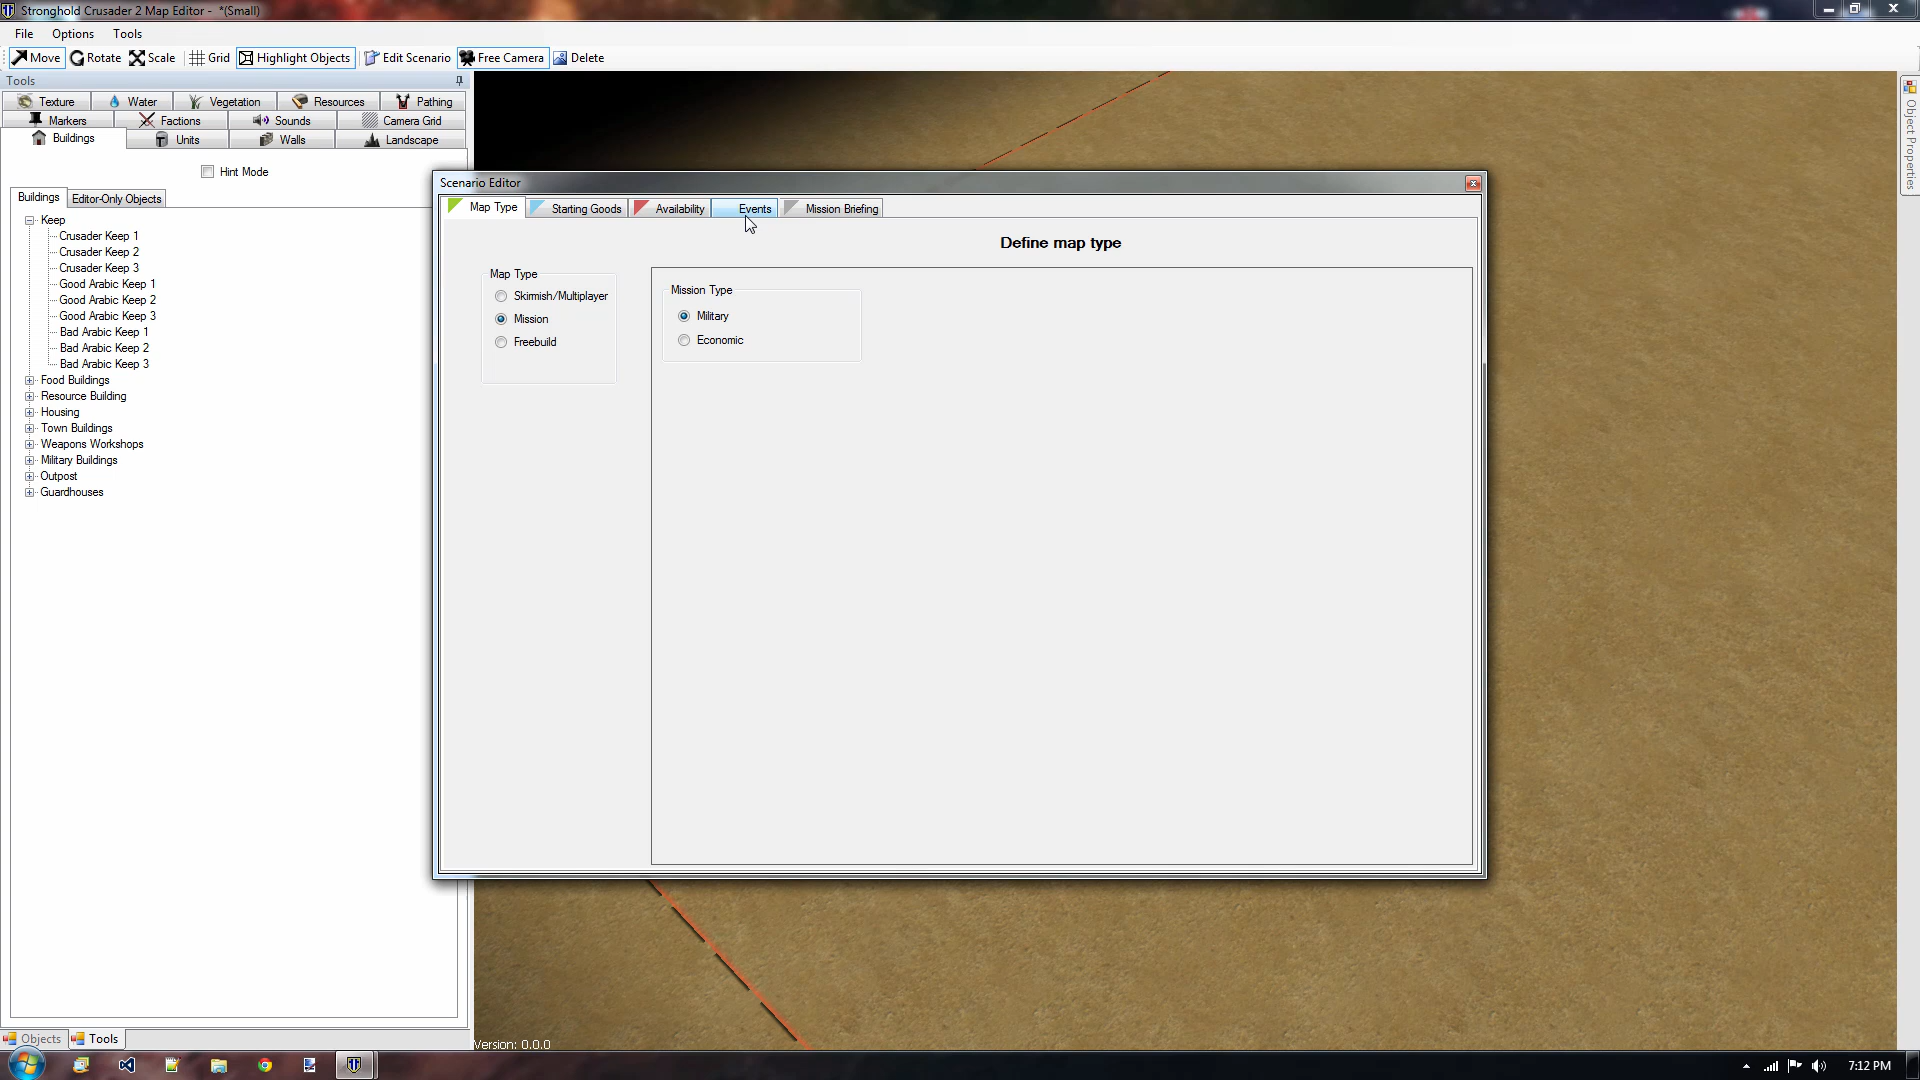 Stronghold Crusader 2 Map Editor - *(Small)
File Options Tools
Move Rotate Scale Grid Highlight Objects Edit Scenario Free Camera Delete
Tools
Texture Water Vegetation Resources Pathing
Markers Factions Sounds Camera Grid
Buildings Units Walls Landscape
Hint Mode
Buildings Editor-Only Objects
Keep
Crusader Keep 1
Crusader Keep 2
Crusader Keep 3
Good Arabic Keep 1
Good Arabic Keep 2
Good Arabic Keep 3
Bad Arabic Keep 1
Bad Arabic Keep 2
Bad Arabic Keep 3
Food Buildings
Resource Building
Housing
Town Buildings
Weapons Workshops
Military Buildings
Outpost
Guardhouses
Objects Tools
Scenario Editor
Map Type Starting Goods Availability Events Mission Briefing
Define map type
Map Type
Skirmish/Multiplayer
Mission
Freebuild
Mission Type
Military
Economic
Object Properties
Version: 0.0.0
7:12 PM